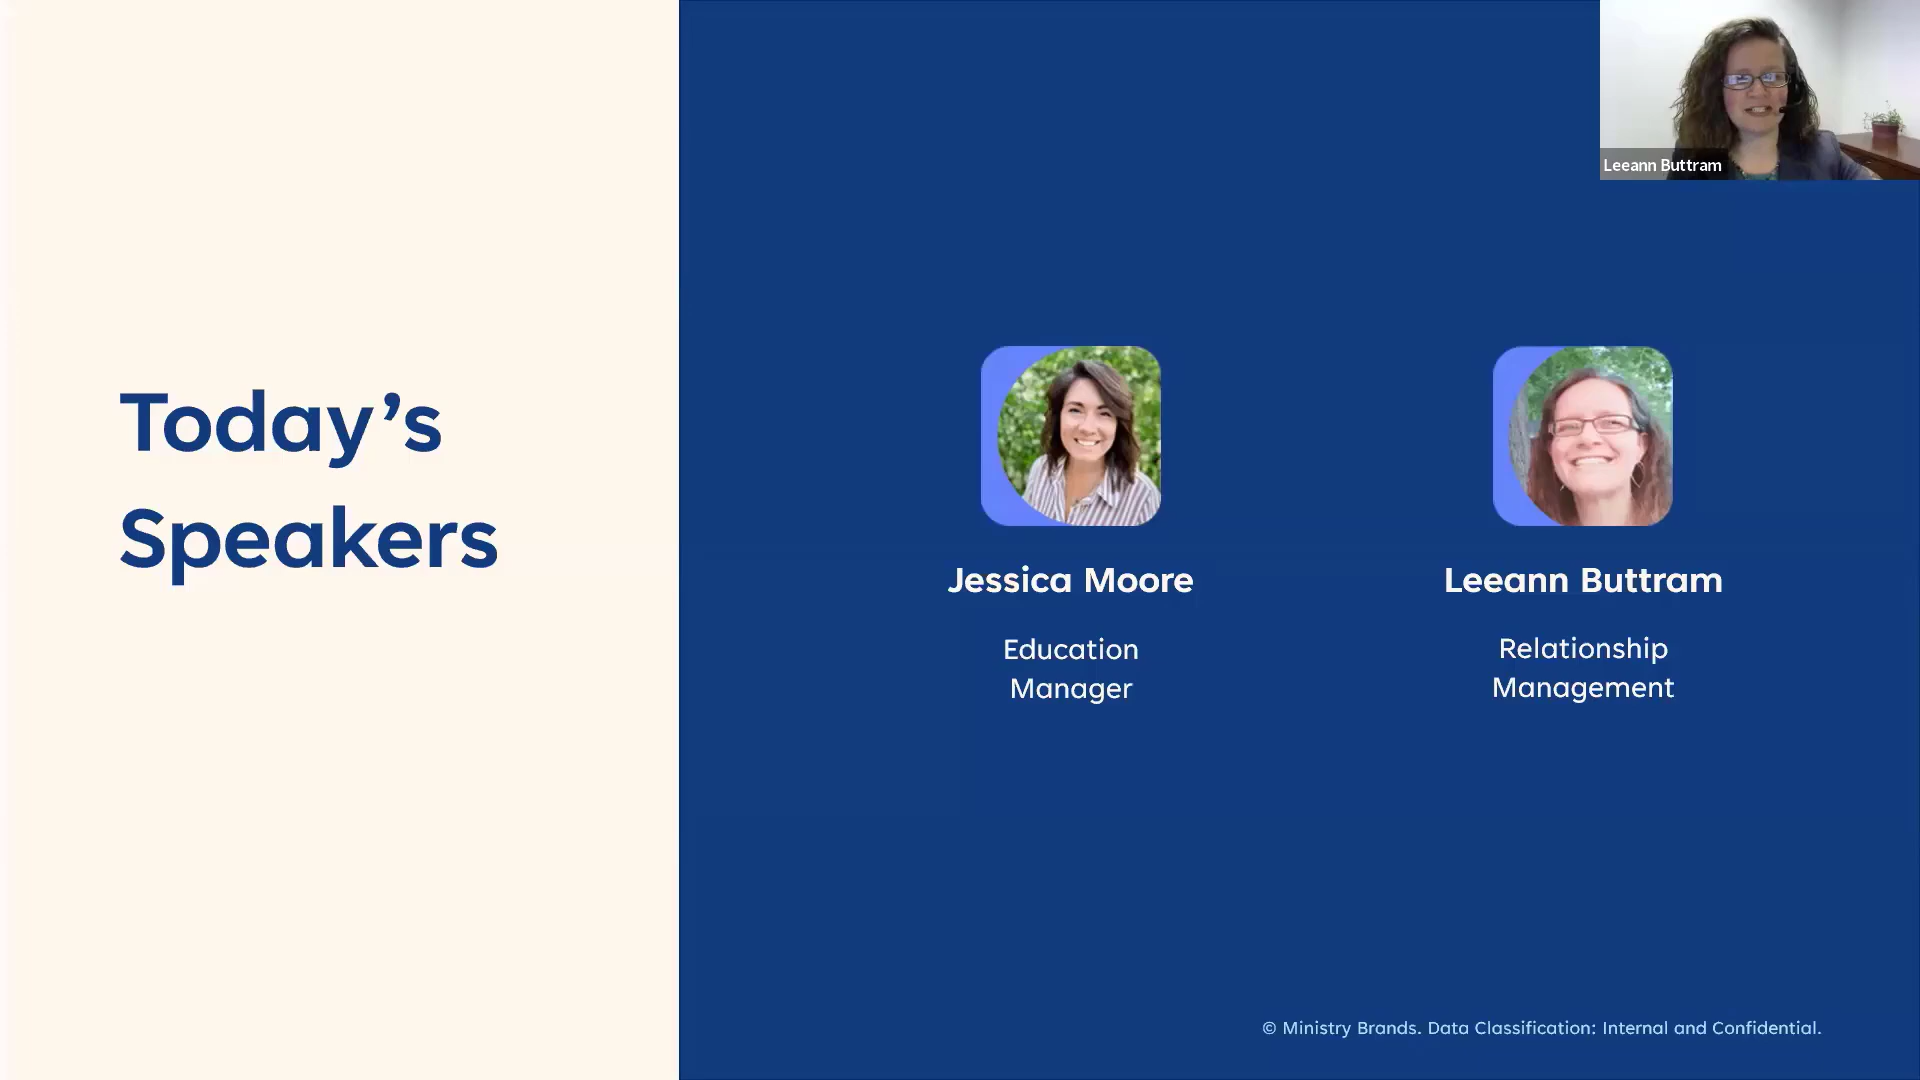 Leeann Buttram
Today's
Speakers
Jessica Moore
Education
Manager
Leeann Buttram
Relationship
Management
© Ministry Brands. Data Classification: Internal and Confidential.